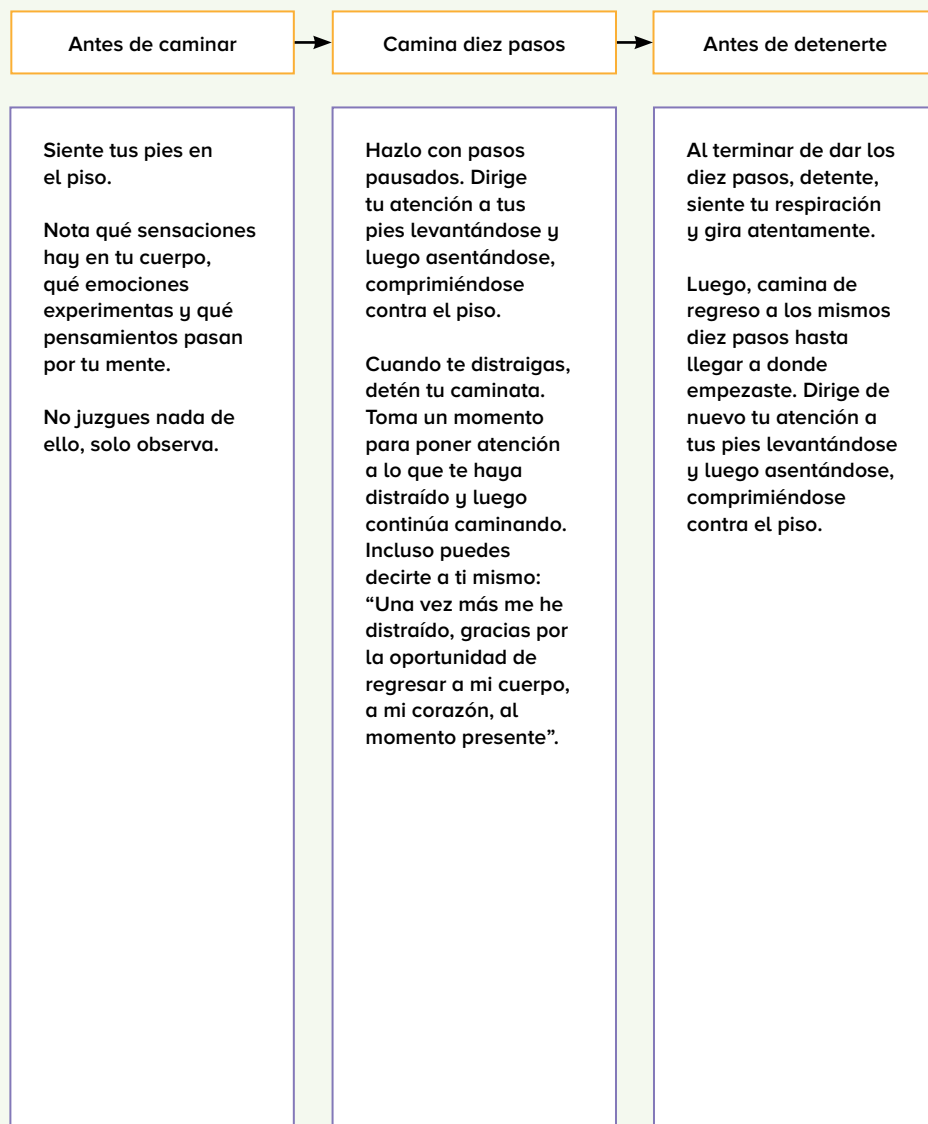 Antes de caminar
Camina diez pasos
Antes de detenerte
Siente tus pies en
el piso.
Nota qué sensaciones
hay en tu cuerpo,
qué emociones
experimentas y qué
pensamientos pasan
por tu mente.
No juzgues nada de
ello, solo observa.
Hazlo con pasos
pausados. Dirige
tu atención a tus
pies levantándose y
luego asentándose,
comprimiéndose
contra el piso.
Cuando te distraigas,
detén tu caminata.
Toma un momento
para poner atención
a lo que te haya
distraído y luego
continúa caminando.
Incluso puedes
decirte a ti mismo:
“Una vez más me he
distraído, gracias por
la oportunidad de
regresar a mi cuerpo,
a mi corazón, al
momento presente”.
Al terminar de dar los
diez pasos, detente,
siente tu respiración
y gira atentamente.
Luego, camina de
regreso a los mismos
diez pasos hasta
llegar a donde
empezaste. Dirige de
nuevo tu atención a
tus pies levantándose
y luego asentándose,
comprimiéndose
contra el piso.